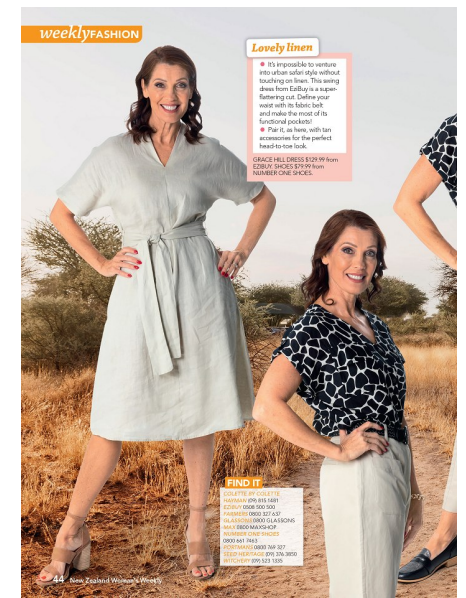 weeklyFASHION
Lovely linen
● It's impossible to venture
into urban safari style without
touching on linen. This swing
dress from EziBuy is a super-
flattering cut. Define your
waist with its fabric belt
and make the most of its
functional pockets!
● Pair it, as here, with tan
accessories for the perfect
head-to-toe look.
GRACE HILL DRESS $129.99 from
EZIBUY. SHOES $79.99 from
NUMBER ONE SHOES.
FIND IT
COLETTE BY COLETTE
HAYMAN (09) 815 1481
EZIBUY 0508 500 500
FARMERS 0800 327 637
GLASSONS 0800 GLASSONS
MAX 0800 MAXSHOP
NUMBER ONE SHOES
0800 661 7463
PORTMANS 0800 769 327
SEED HERITAGE (09) 376 3850
WITCHERY (09) 523 1335
44 New Zealand Woman's Weekly